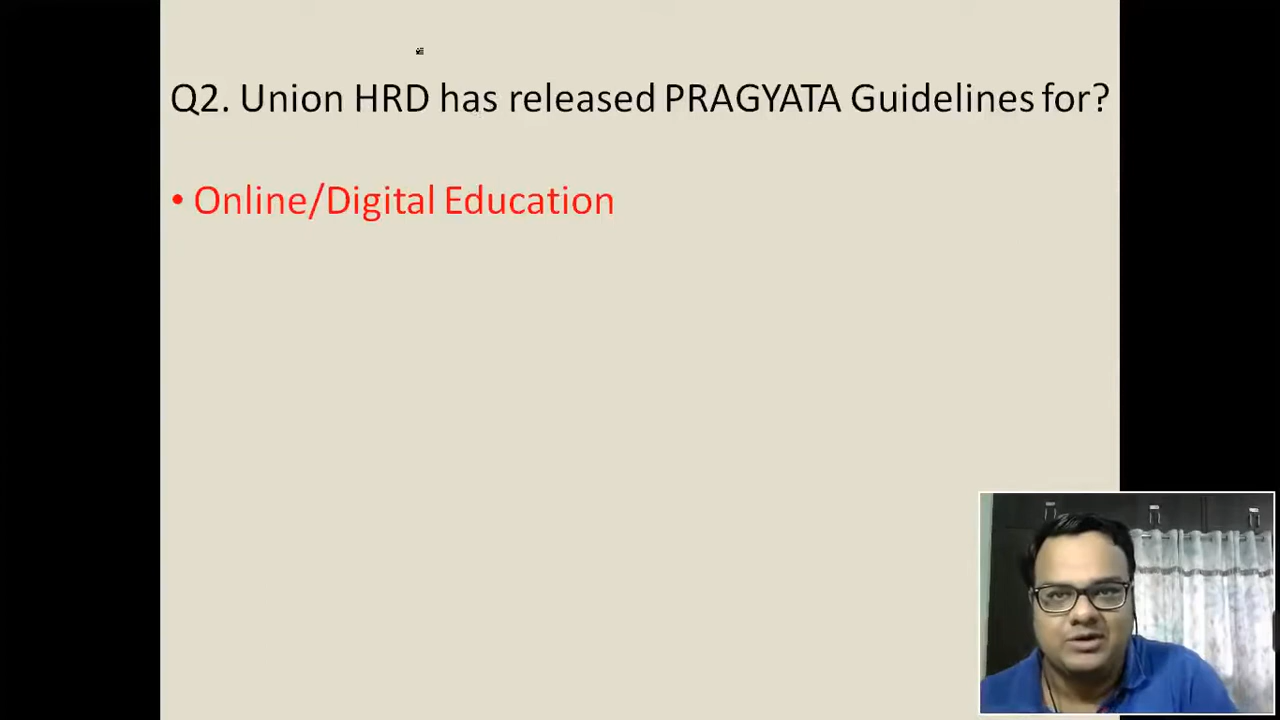 Q2. Union HRD has released PRAGYATA Guidelines for?
• Online/Digital Education